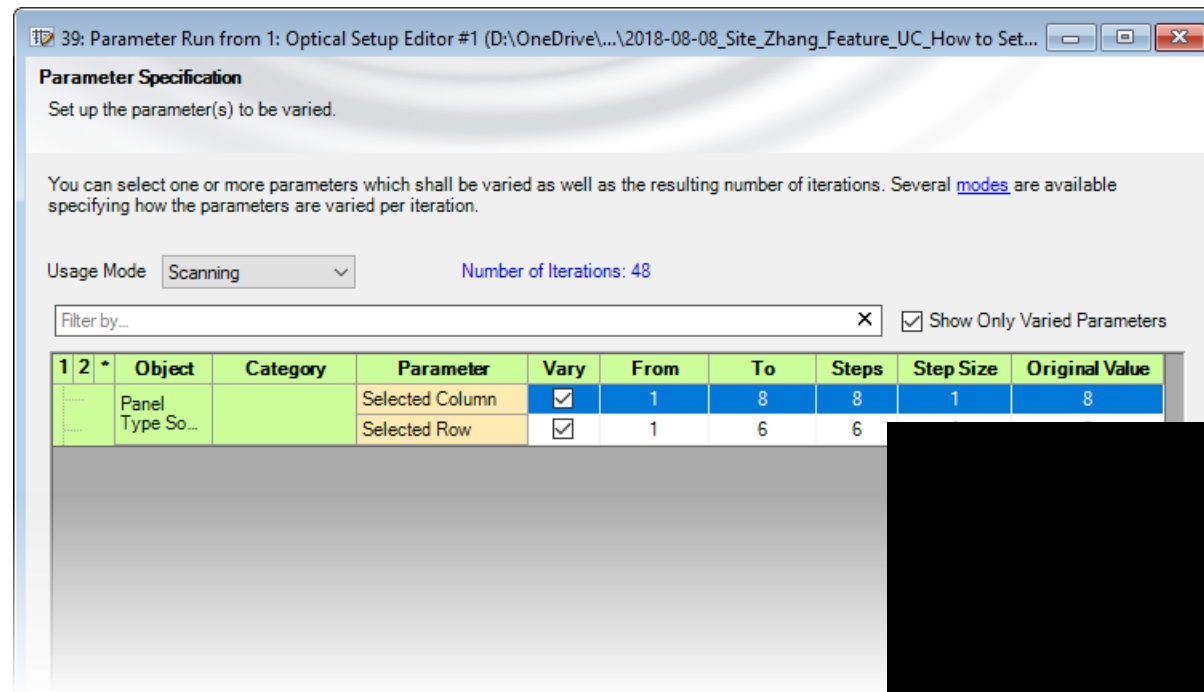 39: Parameter Run from 1: Optical Setup Editor #1 (D:\OneDrive\...\2018-08-08_Site_Zhang_Feature_UC_How to Set...
Parameter Specification
Set up the parameter(s) to be varied.
You can select one or more parameters which shall be varied as well as the resulting number of iterations. Several modes are available
specifying how the parameters are varied per iteration.
Usage Mode Scanning Number of Iterations: 48
Filter by... Show Only Varied Parameters
1 2 * Object Category Parameter Vary From To Steps Step Size Original Value
Panel Type So... Selected Column 1 8 8 1 8
Selected Row 1 6 6